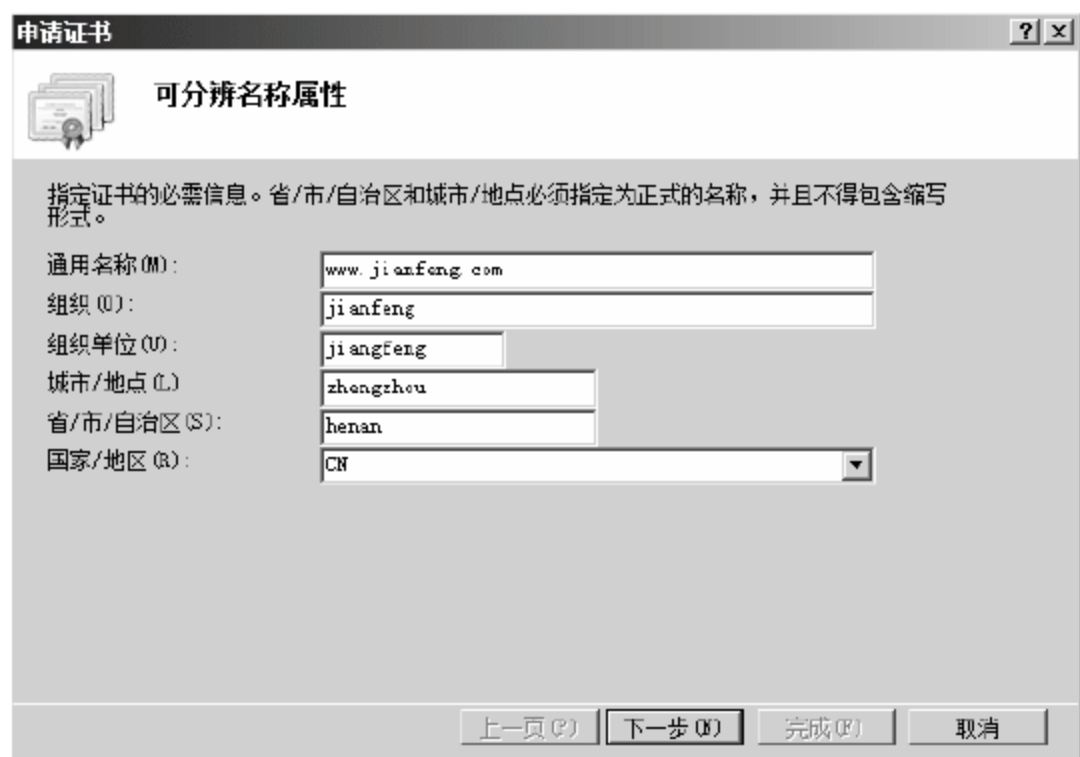 申请证书
可分辨名称属性
指定证书的必需信息。省/市/自治区和城市/地点必须指定为正式的名称，并且不得包含缩写
形式。
通用名称(M): www.jianfeng.com
组织(O): jianfeng
组织单位(U): jiangfeng
城市/地点(L) zhengzhou
省/市/自治区(S): henan
国家/地区(R): CN
上一页(P) 下一步(N) 完成(F) 取消